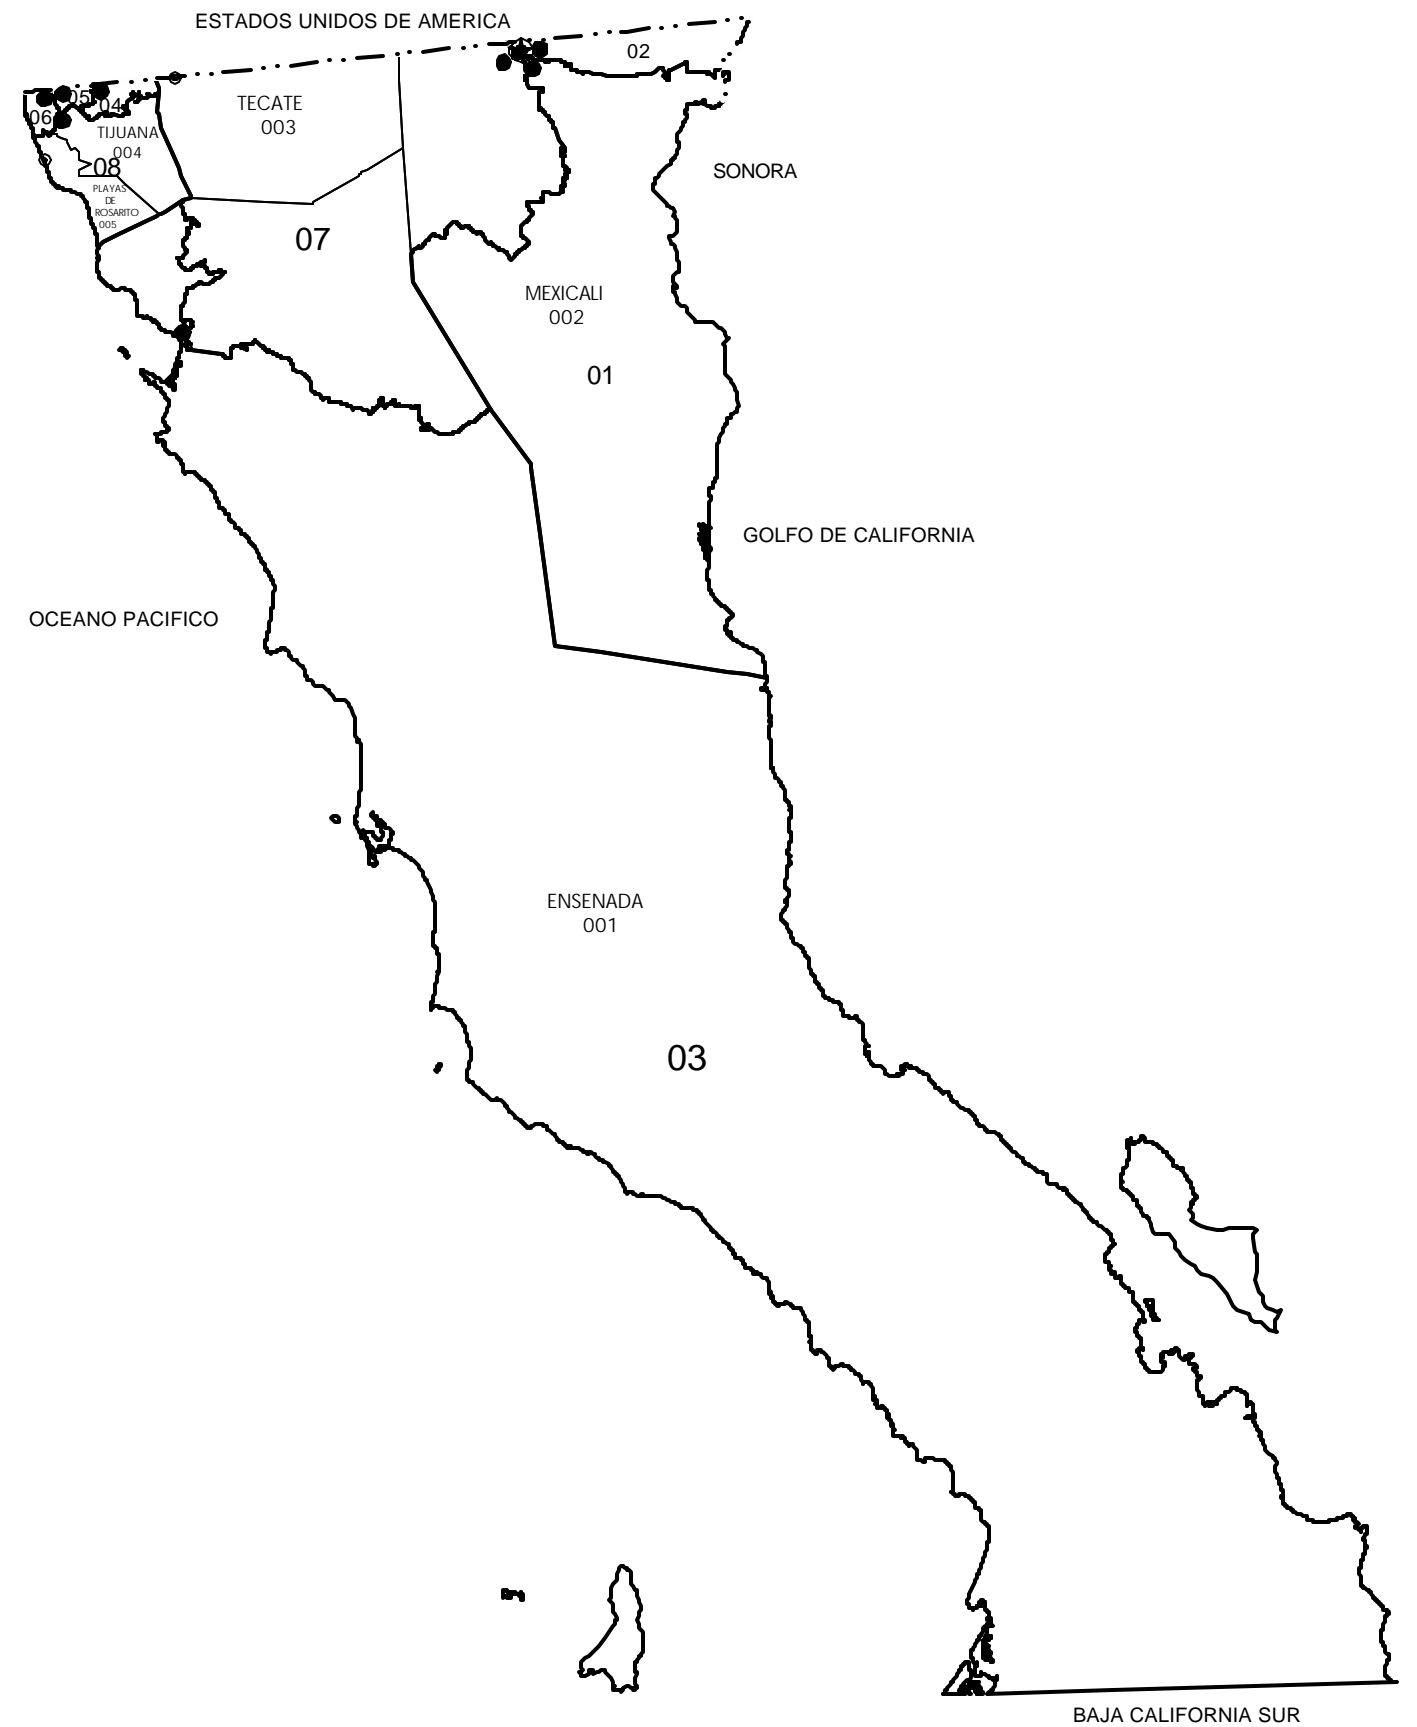 ESTADOS UNIDOS DE AMERICA
02
05
04
06
TECATE
003
TIJUANA
004
08
PLAYAS
DE
ROSARITO
005
SONORA
07
MEXICALI
002
01
GOLFO DE CALIFORNIA
OCEANO PACIFICO
ENSENADA
001
03
BAJA CALIFORNIA SUR